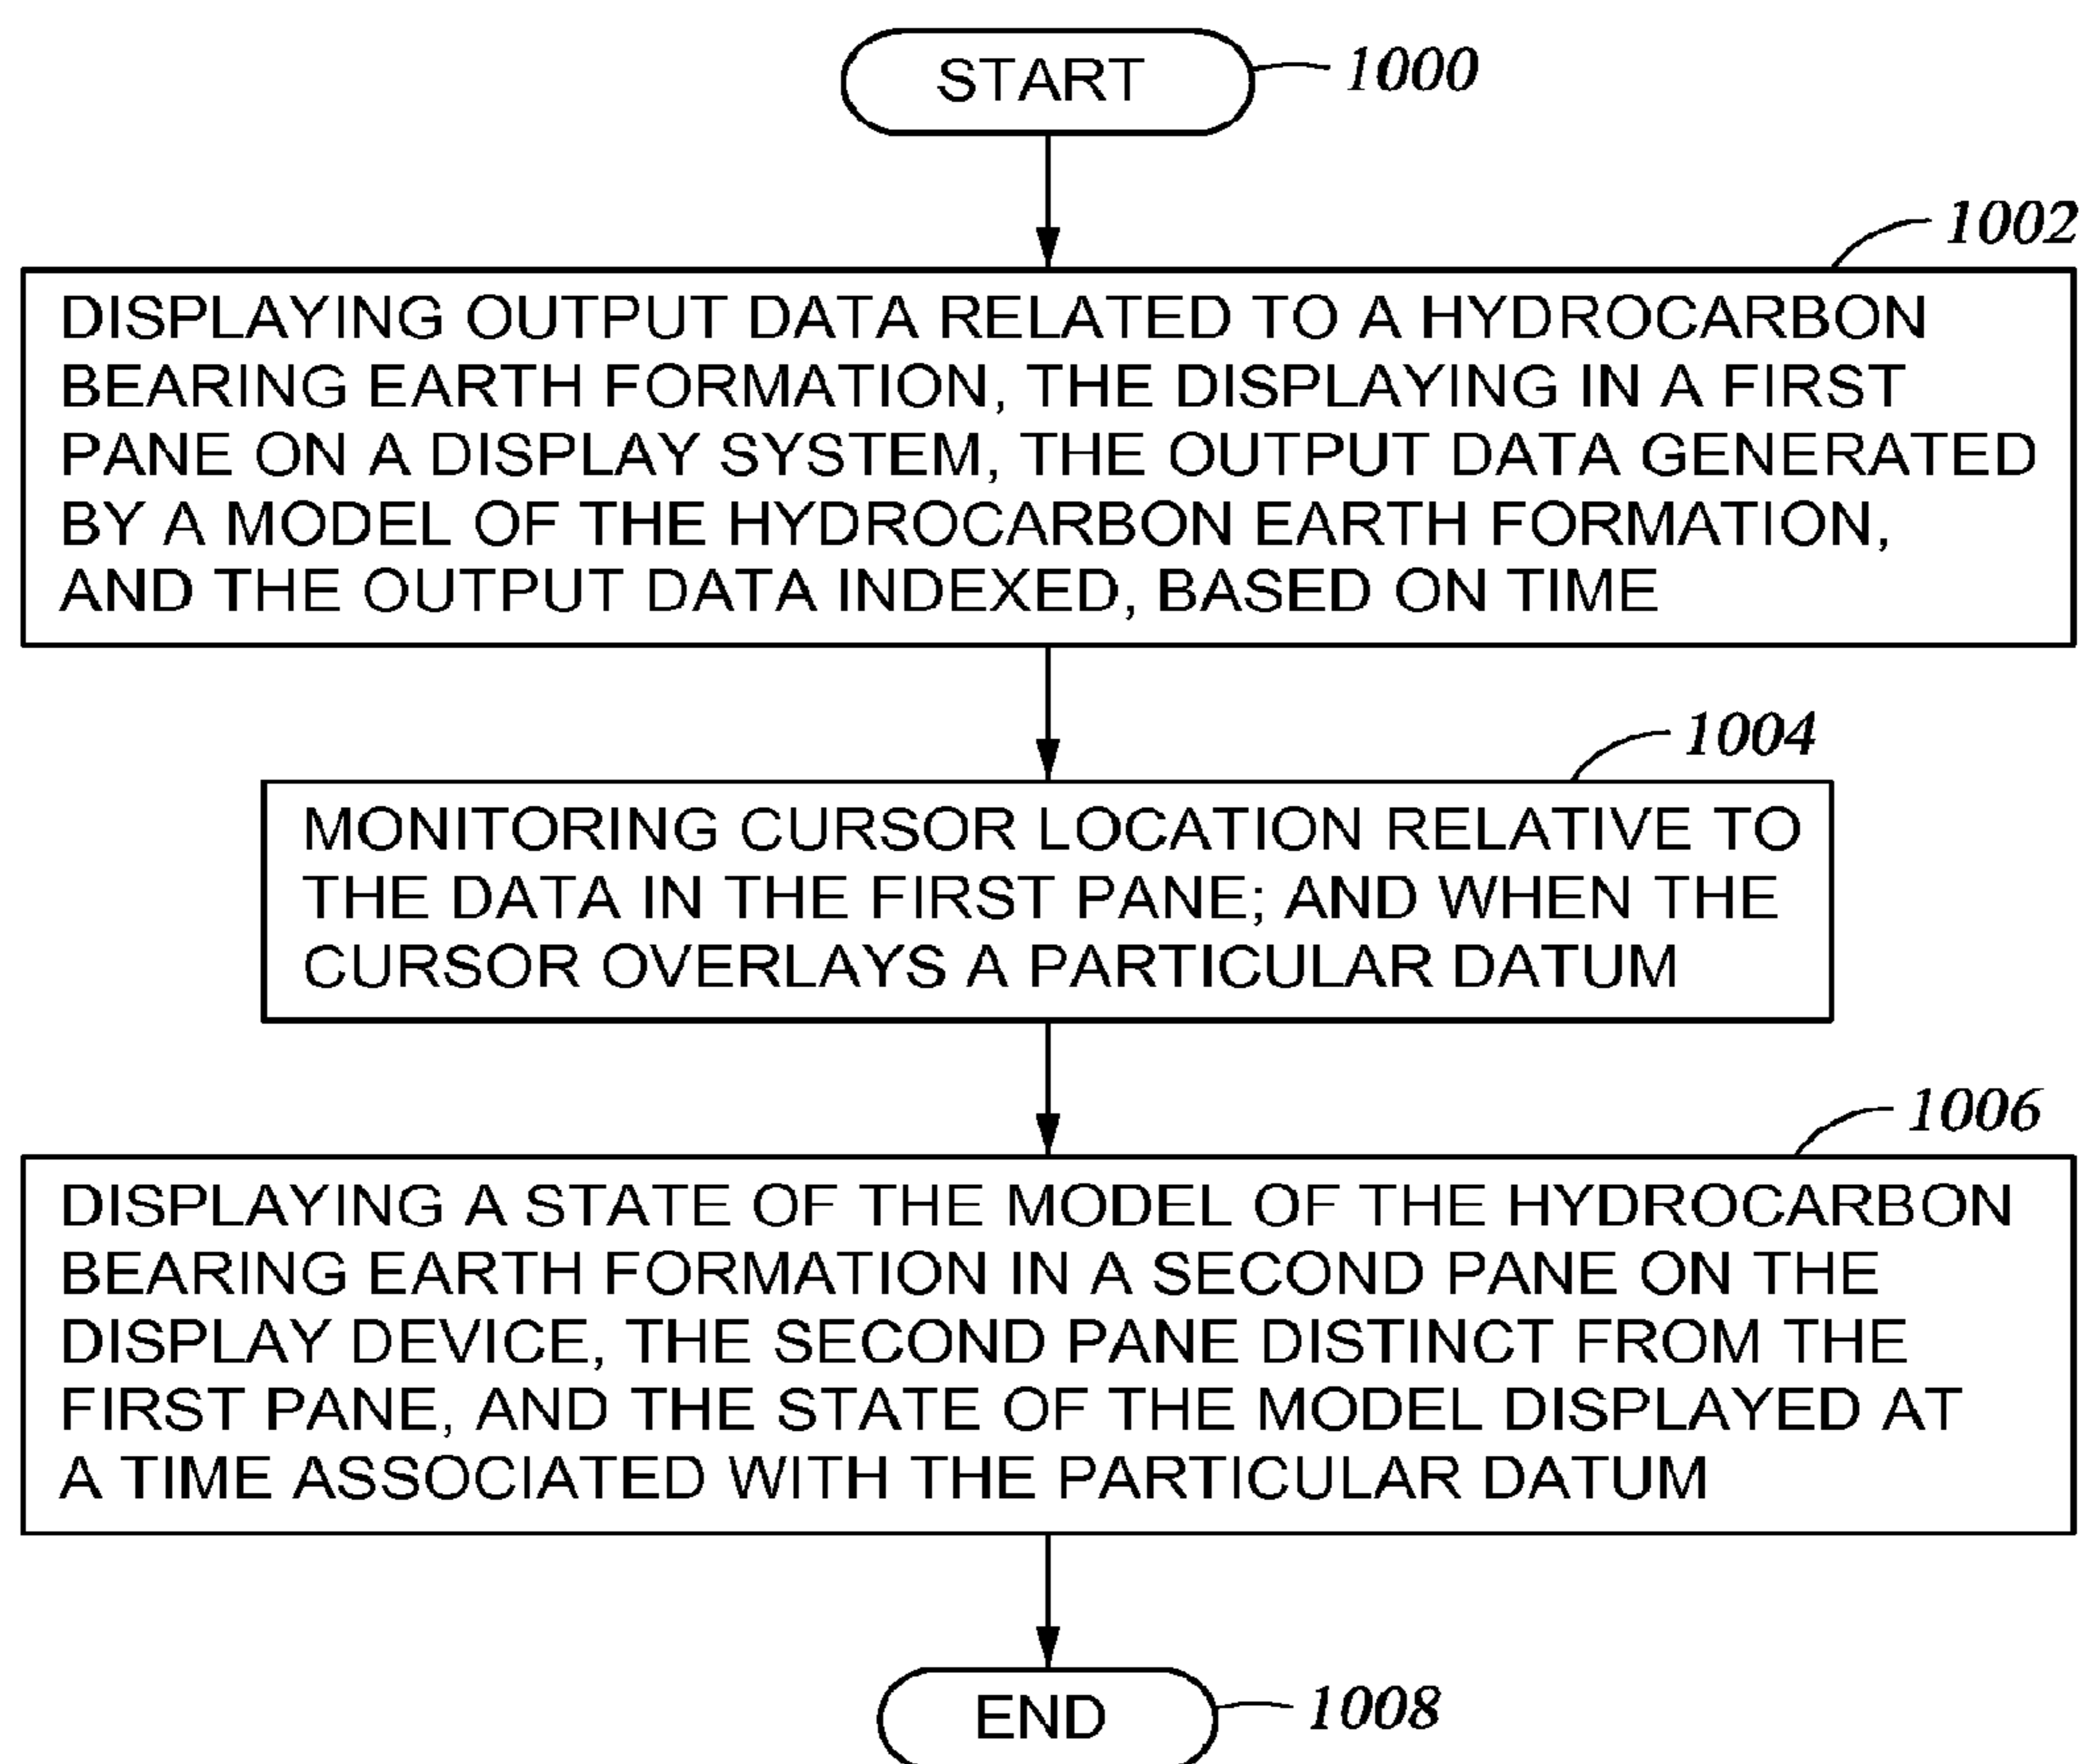 START
1000
1002
DISPLAYING OUTPUT DATA RELATED TO A HYDROCARBON
BEARING EARTH FORMATION, THE DISPLAYING IN A FIRST
PANE ON A DISPLAY SYSTEM, THE OUTPUT DATA GENERATED
BY A MODEL OF THE HYDROCARBON EARTH FORMATION,
AND THE OUTPUT DATA INDEXED, BASED ON TIME
1004
MONITORING CURSOR LOCATION RELATIVE TO
THE DATA IN THE FIRST PANE; AND WHEN THE
CURSOR OVERLAYS A PARTICULAR DATUM
1006
DISPLAYING A STATE OF THE MODEL OF THE HYDROCARBON
BEARING EARTH FORMATION IN A SECOND PANE ON THE
DISPLAY DEVICE, THE SECOND PANE DISTINCT FROM THE
FIRST PANE, AND THE STATE OF THE MODEL DISPLAYED AT
A TIME ASSOCIATED WITH THE PARTICULAR DATUM
END
1008